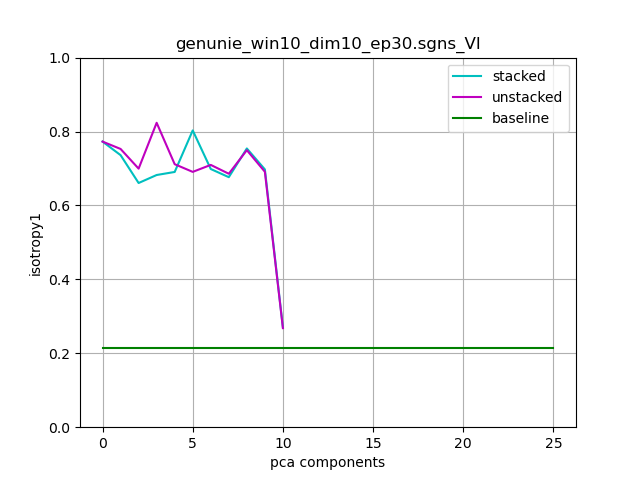 genunie_win10_dim10_ep30.sgns_VI
stacked
unstacked
baseline
1.0
0.8
0.6
0.4
0.2
0.0
isotropy1
0
5
10
15
20
25
pca components